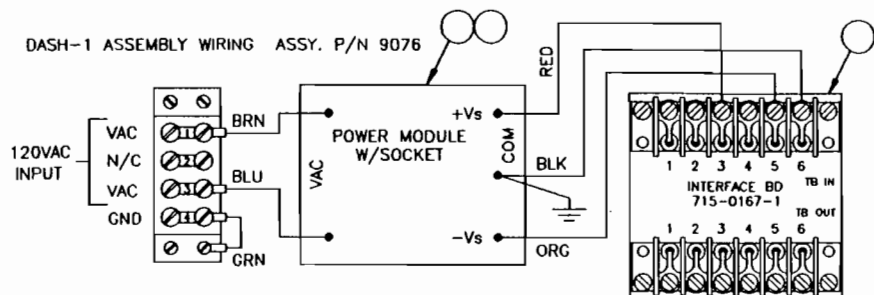 DASH-1 ASSEMBLY WIRING ASSY. P/N 9076
RED
BRN
VAC
1
+Vs
120VAC
INPUT
N/C
2
POWER MODULE
W/SOCKET
VAC
COM
BLK
1 2 3 4 5 6
BLU
VAC
3
INTERFACE BD
715-0167-1
TB IN
TB OUT
GND
4
-Vs
ORG
1 2 3 4 5 6
GRN